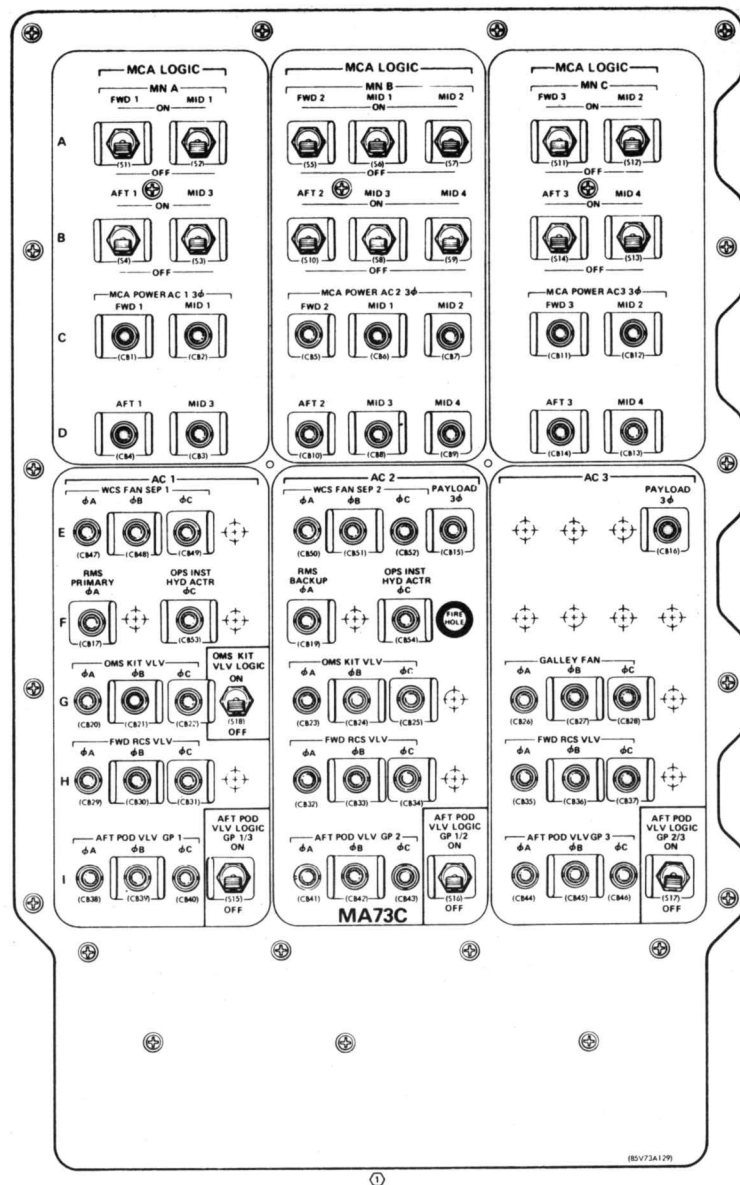 MCA LOGIC MCA LOGIC MCA LOGIC
MN A MN B MN C
FWD 1 MID 1 FWD 2 MID 1 MID 2 FWD 3 MID 2
ON ON ON
A
(S1) (S2) (S5) (S6) (S7) (S11) (S12)
OFF OFF OFF
AFT 1 MID 3 AFT 2 MID 3 MID 4 AFT 3 MID 4
ON ON ON
B
(S4) (S3) (S10) (S8) (S9) (S14) (S13)
OFF OFF OFF
MCA POWER AC 1 3ϕ MCA POWER AC 2 3ϕ MCA POWER AC3 3ϕ
FWD 1 MID 1 FWD 2 MID 1 MID 2 FWD 3 MID 2
C
(CB1) (CB2) (CB5) (CB6) (CB7) (CB11) (CB12)
AFT 1 MID 3 AFT 2 MID 3 MID 4 AFT 3 MID 4
D
(CB4) (CB3) (CB10) (CB8) (CB9) (CB14) (CB13)
AC 1 AC 2 AC 3
WCS FAN SEP 1 WCS FAN SEP 2 PAYLOAD PAYLOAD
ϕA ϕB ϕC ϕA ϕB ϕC 3ϕ 3ϕ
E
(CB47) (CB48) (CB49) (CB50) (CB51) (CB52) (CB15) (CB16)
RMS OPS INST RMS OPS INST
PRIMARY HYD ACTR BACKUP HYD ACTR
ϕA ϕC ϕA ϕC
F FIRE
HOLE
(CB17) (CB53) (CB19) (CB54)
OMS KIT
VLV LOGIC
OMS KIT VLV ON OMS KIT VLV GALLEY FAN
ϕA ϕB ϕC ϕA ϕB ϕC ϕA ϕB ϕC
G
(CB20) (CB21) (CB22) (S18) (CB23) (CB24) (CB25) (CB26) (CB27) (CB28)
OFF
FWD RCS VLV FWD RCS VLV FWD RCS VLV
ϕA ϕB ϕC ϕA ϕB ϕC ϕA ϕB ϕC
H
(CB29) (CB30) (CB31) (CB32) (CB33) (CB34) (CB35) (CB36) (CB37)
AFT POD AFT POD AFT POD
VLV LOGIC VLV LOGIC VLV LOGIC
AFT POD VLV GP 1 GP 1/3 AFT POD VLV GP 2 GP 1/2 AFT POD VLV GP 3 GP 2/3
ϕA ϕB ϕC ON ϕA ϕB ϕC ON ϕA ϕB ϕC ON
I
(CB38) (CB39) (CB40) (S15) (CB41) (CB42) (CB43) (S16) (CB44) (CB45) (CB46) (S17)
OFF OFF OFF
MA73C
(85V73A129)
1